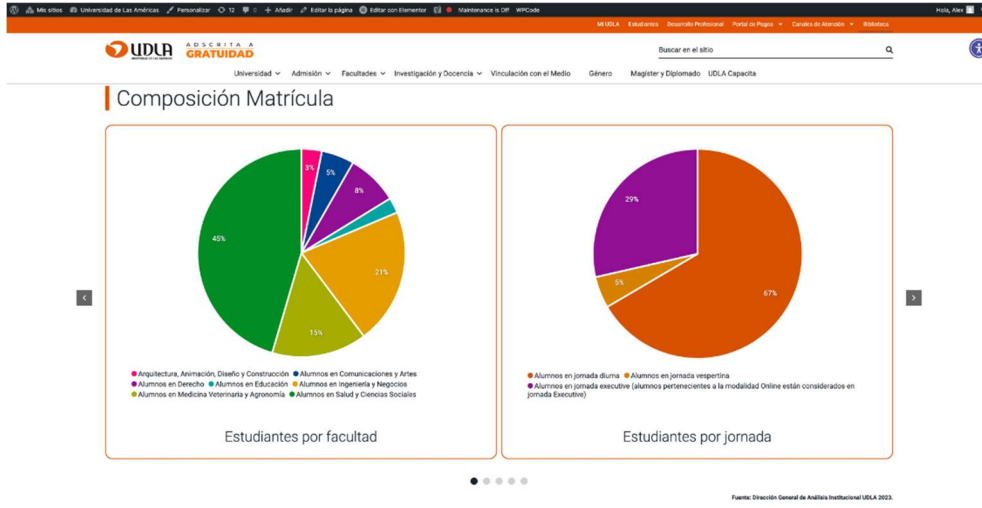 Mis sitios Universidad de Las Américas Personalizar 12 0 Añadir Editar la página Editar con Elementor Maintenance is Off WPCode Hola, Alex
Mi UDLA Estudiantes Desarrollo Profesional Portal de Pagos Canales de Atención Biblioteca
UDLA ADSCRITA A
GRATUIDAD
Buscar en el sitio
Universidad Admisión Facultades Investigación y Docencia Vinculación con el Medio Género Magíster y Diplomado UDLA Capacita
Composición Matrícula
3%
5%
8%
45%
21%
15%
Arquitectura, Animación, Diseño y Construcción Alumnos en Comunicaciones y Artes
Alumnos en Derecho Alumnos en Educación Alumnos en Ingeniería y Negocios
Alumnos en Medicina Veterinaria y Agronomía Alumnos en Salud y Ciencias Sociales
Estudiantes por facultad
29%
5%
67%
Alumnos en jornada diurna Alumnos en jornada vespertina
Alumnos en jornada executive (alumnos pertenecientes a la modalidad Online están considerados en
jornada Executive)
Estudiantes por jornada
Fuente: Dirección General de Análisis Institucional UDLA 2023.